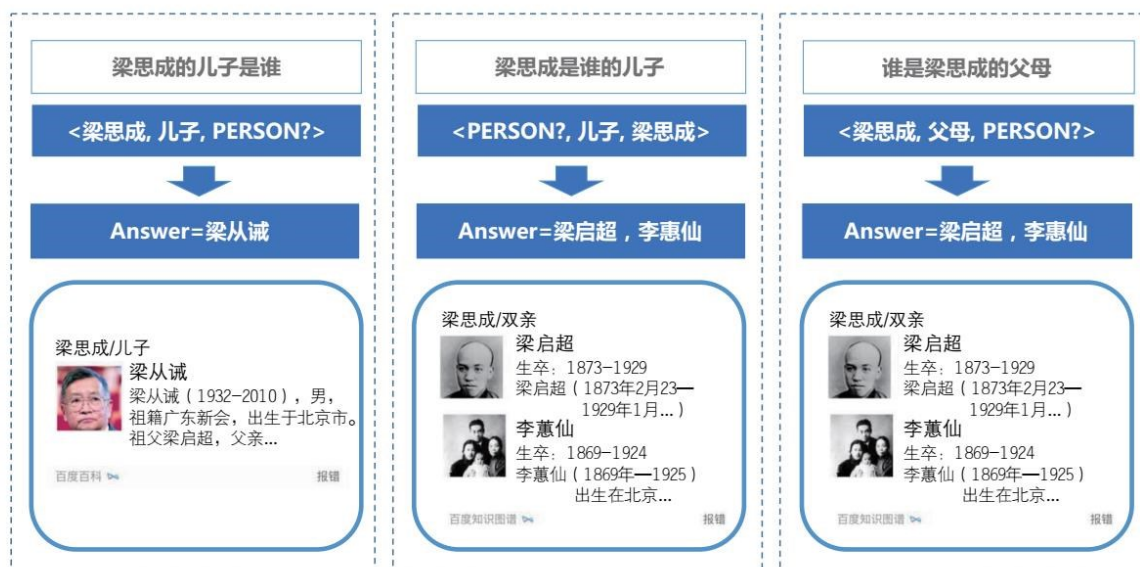 梁思成的儿子是谁
<梁思成, 儿子, PERSON?>
Answer=梁从诫
梁思成/儿子
梁从诫
梁从诫（1932-2010），男，
祖籍广东新会，出生于北京市。
祖父梁启超，父亲...
百度百科
报错
梁思成是谁的儿子
<PERSON?, 儿子, 梁思成>
Answer=梁启超，李惠仙
梁思成/双亲
梁启超
生卒：1873-1929
梁启超（1873年2月23—
1929年1月...）
李蕙仙
生卒：1869-1924
李蕙仙（1869年—1925）
出生在北京...
百度知识图谱
报错
谁是梁思成的父母
<梁思成, 父母, PERSON?>
Answer=梁启超，李惠仙
梁思成/双亲
梁启超
生卒：1873-1929
梁启超（1873年2月23—
1929年1月...）
李蕙仙
生卒：1869-1924
李蕙仙（1869年—1925）
出生在北京...
百度知识图谱
报错